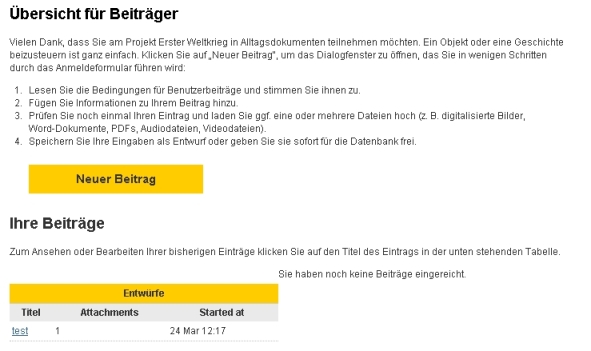 Übersicht für Beiträger
Vielen Dank, dass Sie am Projekt Erster Weltkrieg in Alltagsdokumenten teilnehmen möchten. Ein Objekt oder eine Geschichte
beizusteuern ist ganz einfach. Klicken Sie auf „Neuer Beitrag", um das Dialogfenster zu öffnen, das Sie in wenigen Schritten
durch das Anmeldeformular führen wird:
1. Lesen Sie die Bedingungen für Benutzerbeiträge und stimmen Sie ihnen zu.
2. Fügen Sie Informationen zu Ihrem Beitrag hinzu.
3. Prüfen Sie noch einmal Ihren Eintrag und laden Sie ggf. eine oder mehrere Dateien hoch (z. B. digitalisierte Bilder,
Word-Dokumente, PDFs, Audiodateien, Videodateien).
4. Speichern Sie Ihre Eingaben als Entwurf oder geben Sie sie sofort für die Datenbank frei.
Neuer Beitrag
Ihre Beiträge
Zum Ansehen oder Bearbeiten Ihrer bisherigen Einträge klicken Sie auf den Titel des Eintrags in der unten stehenden Tabelle.
Sie haben noch keine Beiträge eingereicht.
Entwürfe
Titel Attachments Started at
test 1 24 Mar 12:17